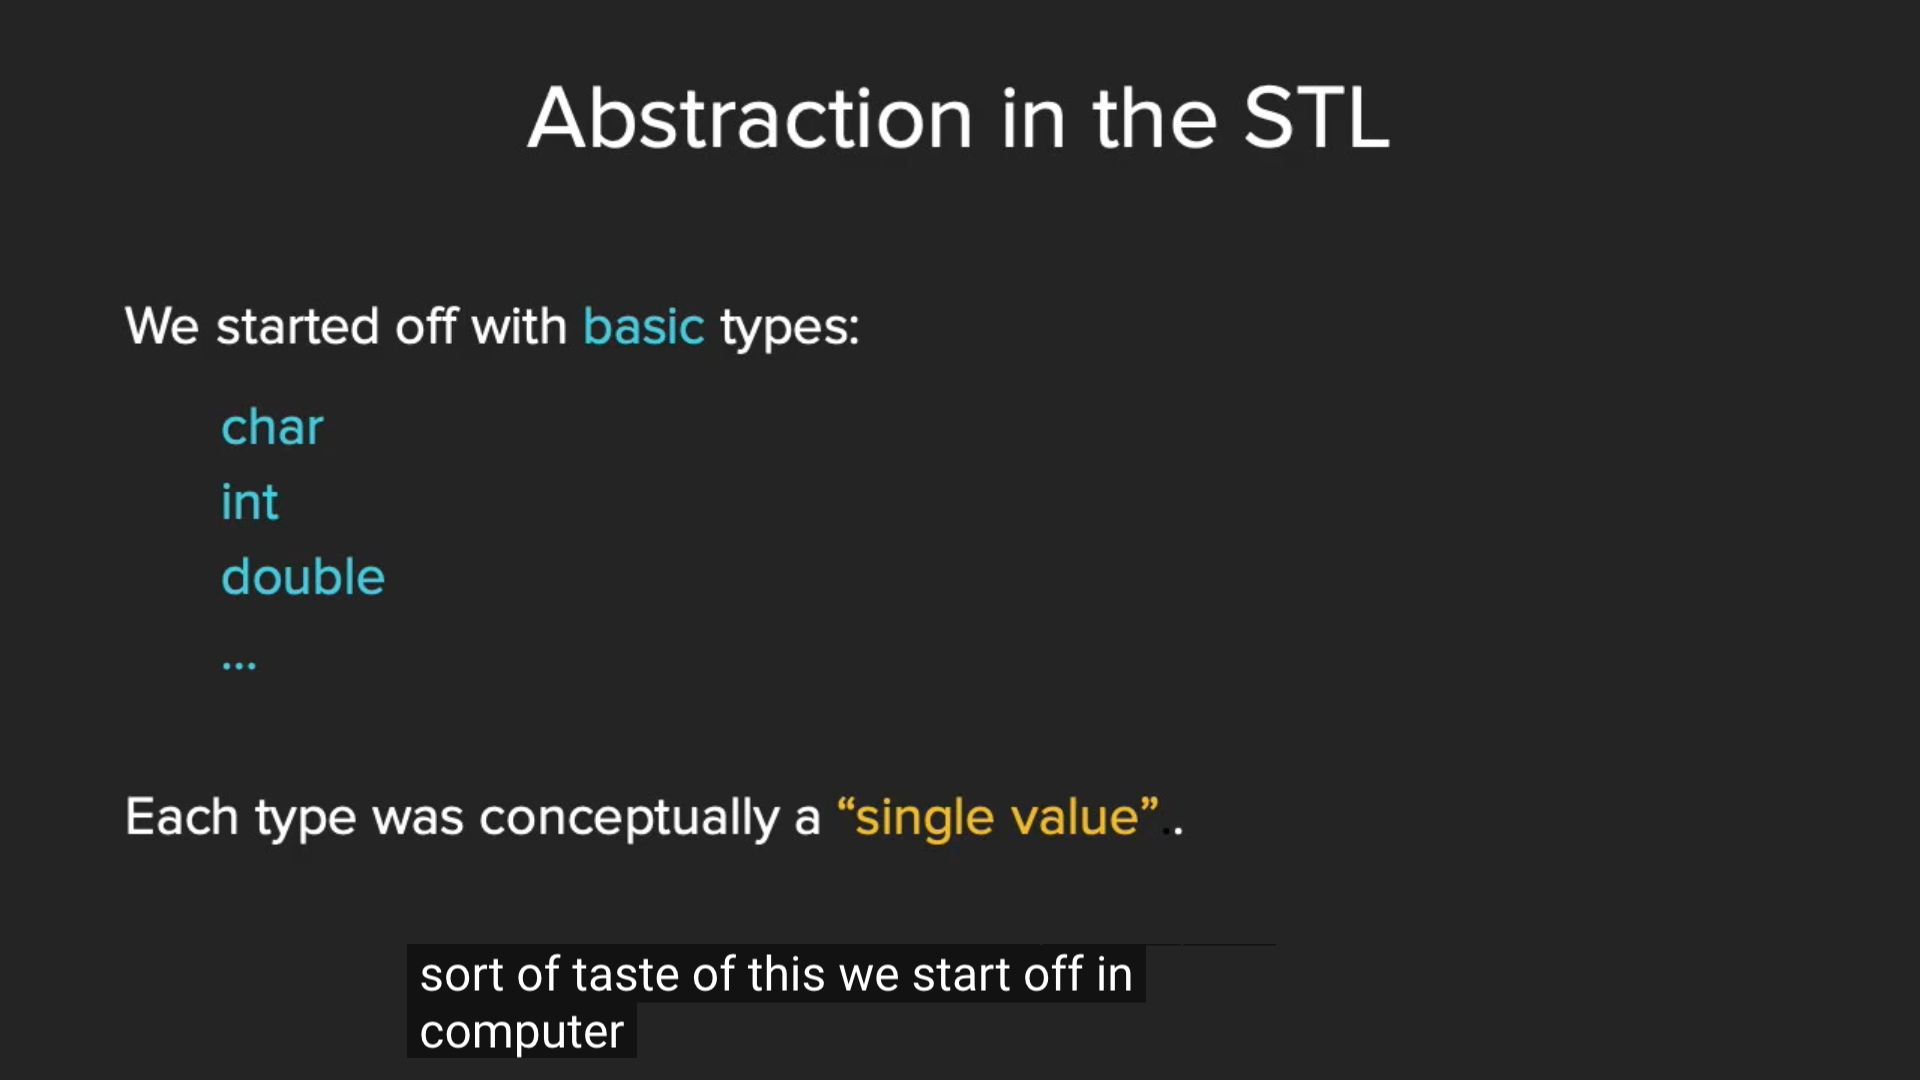 Abstraction in the STL
We started off with basic types:
char
int
double
...
Each type was conceptually a “single value”..
sort of taste of this we start off in
computer